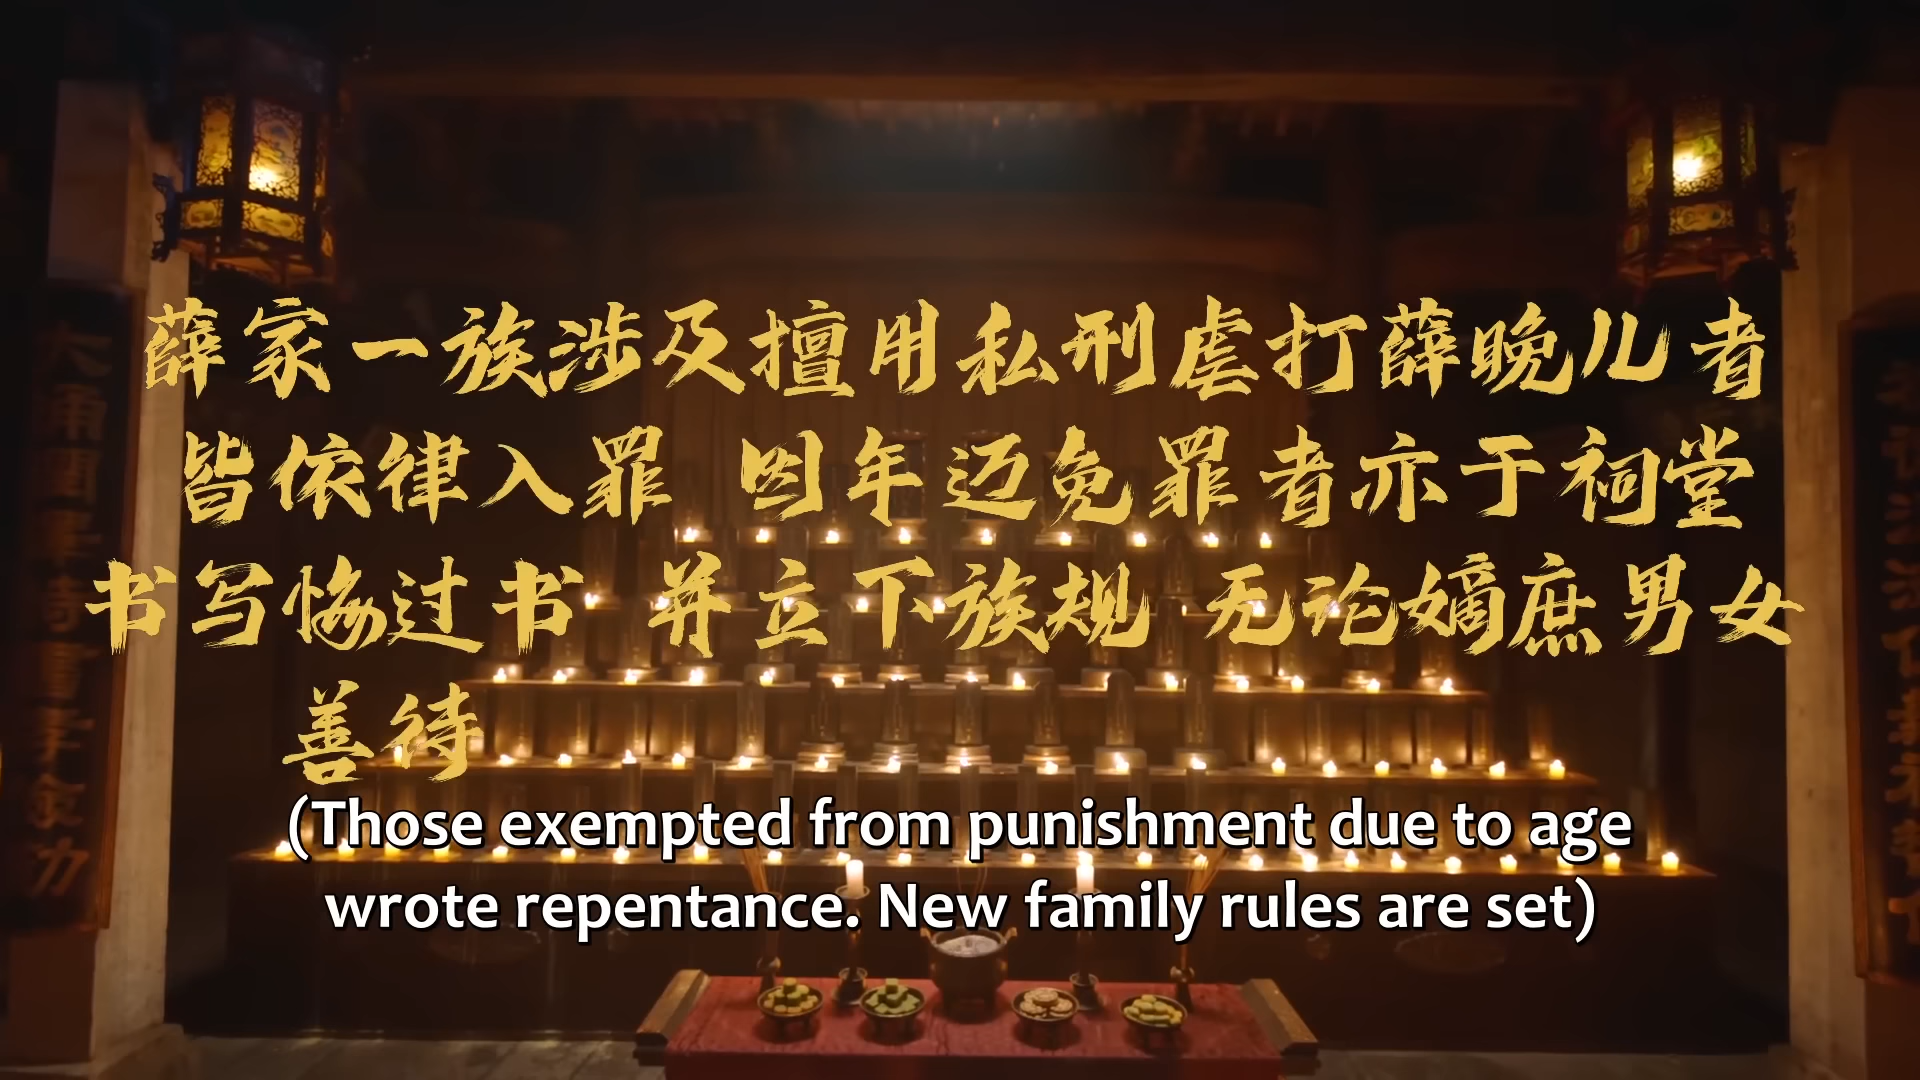 薛家一族涉及擅用私刑虐打薛晚儿者
皆依律入罪 因年迈免罪者亦于祠堂
书写悔过书 并立下族规 无论嫡庶男女
善待
(Those exempted from punishment due to age
wrote repentance. New family rules are set)